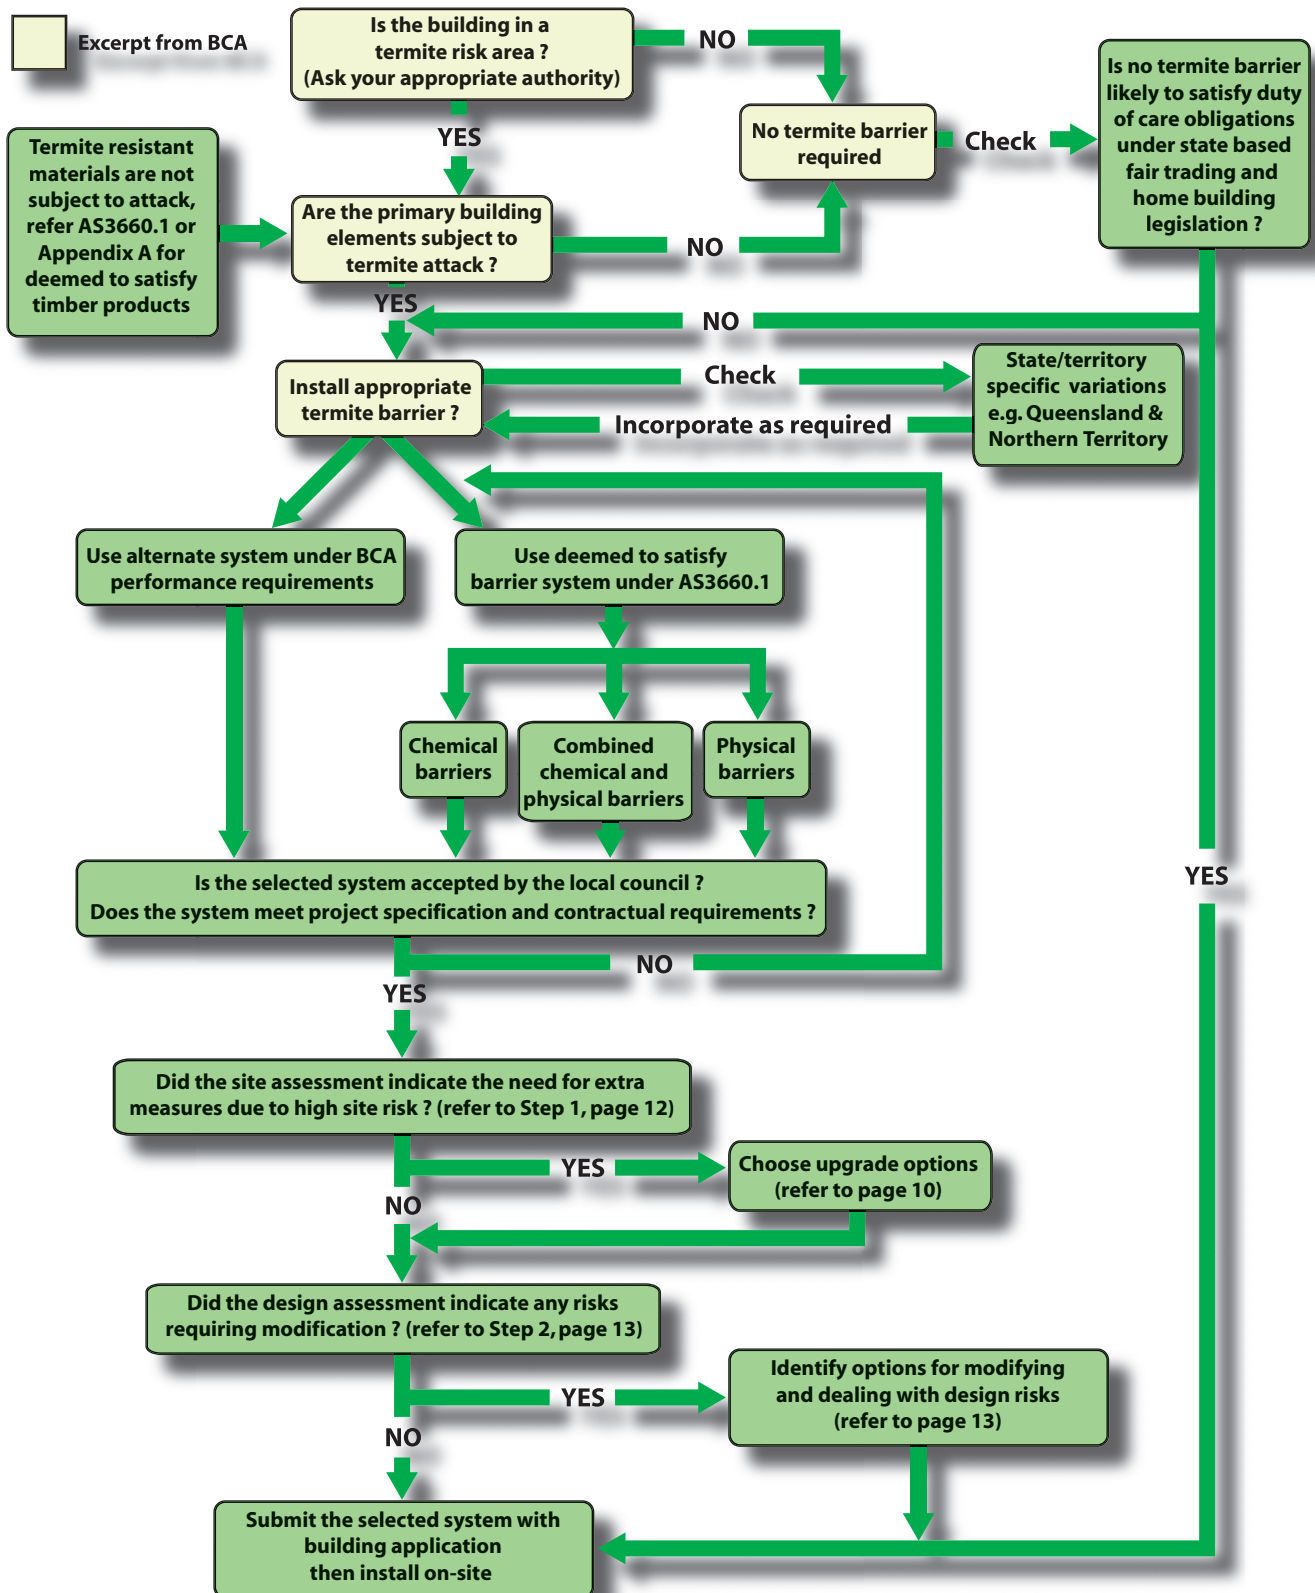 Excerpt from BCA
Is the building in a
termite risk area ?
(Ask your appropriate authority)
NO
Is no termite barrier
likely to satisfy duty
of care obligations
under state based
fair trading and
home building
legislation ?
No termite barrier
required
Check
YES
Termite resistant
materials are not
subject to attack,
refer AS3660.1 or
Appendix A for
deemed to satisfy
timber products
Are the primary building
elements subject to
termite attack ?
NO
YES
NO
Install appropriate
termite barrier ?
Check
Incorporate as required
State/territory
specific variations
e.g. Queensland &
Northern Territory
Use alternate system under BCA
performance requirements
Use deemed to satisfy
barrier system under AS3660.1
Chemical
barriers
Combined
chemical and
physical barriers
Physical
barriers
Is the selected system accepted by the local council ?
Does the system meet project specification and contractual requirements ?
YES
NO
YES
Did the site assessment indicate the need for extra
measures due to high site risk ? (refer to Step 1, page 12)
YES
Choose upgrade options
(refer to page 10)
NO
Did the design assessment indicate any risks
requiring modification ? (refer to Step 2, page 13)
YES
Identify options for modifying
and dealing with design risks
(refer to page 13)
NO
Submit the selected system with
building application
then install on-site